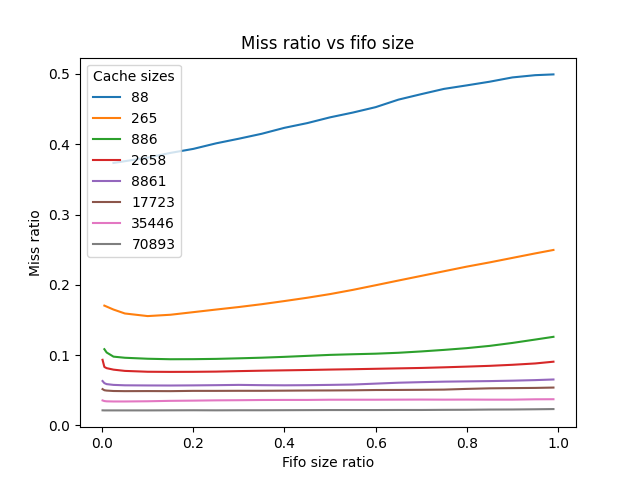 Miss ratio vs fifo size
Cache sizes
88
265
886
2658
8861
17723
35446
70893
Miss ratio
0.5
0.4
0.3
0.2
0.1
0.0
0.0 0.2 0.4 0.6 0.8 1.0
Fifo size ratio